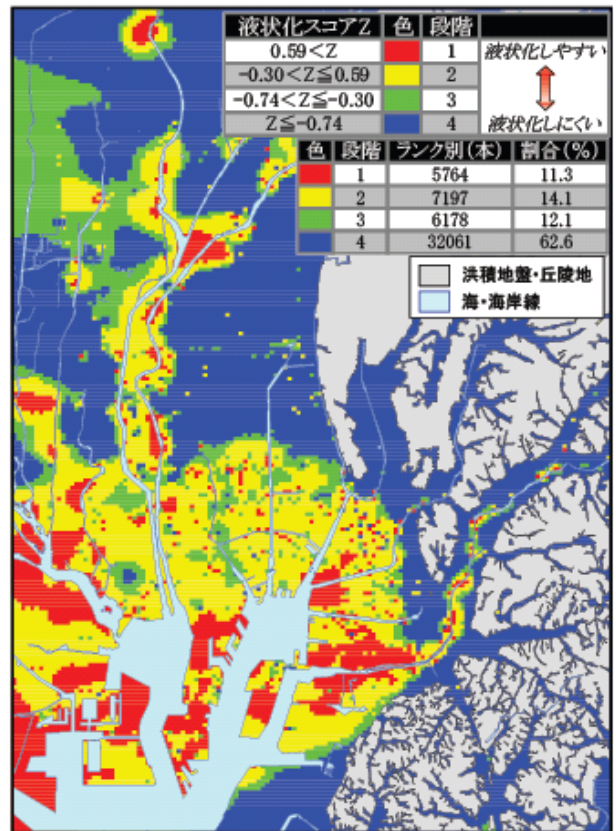 液状化スコアZ 色 段階
0.59<Z 1 液状化しやすい
-0.30<Z≦0.59 2
-0.74<Z≦-0.30 3
Z≦-0.74 4 液状化しにくい
色 段階 ランク別(本) 割合(%)
1 5764 11.3
2 7197 14.1
3 6178 12.1
4 32061 62.6
洪積地盤・丘陵地
海・海岸線